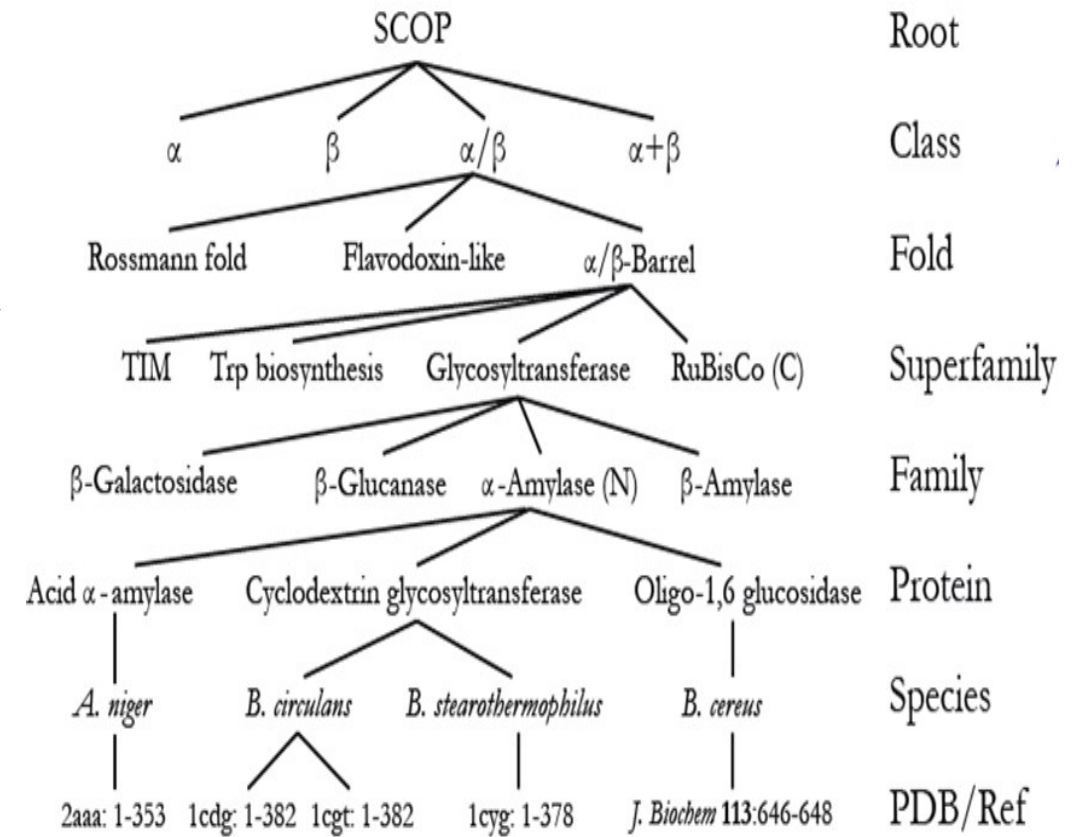 SCOP Root
α β α/β α+β Class
Rossmann fold Flavodoxin-like α/β-Barrel Fold
TIM Trp biosynthesis Glycosyltransferase RuBisCo (C) Superfamily
β-Galactosidase β-Glucanase α-Amylase (N) β-Amylase Family
Acid α-amylase Cyclodextrin glycosyltransferase Oligo-1,6 glucosidase Protein
A. niger B. circulans B. stearothermophilus B. cereus Species
2aaa: 1-353 1cdg: 1-382 1cgt: 1-382 1cyg: 1-378 J. Biochem 113:646-648 PDB/Ref